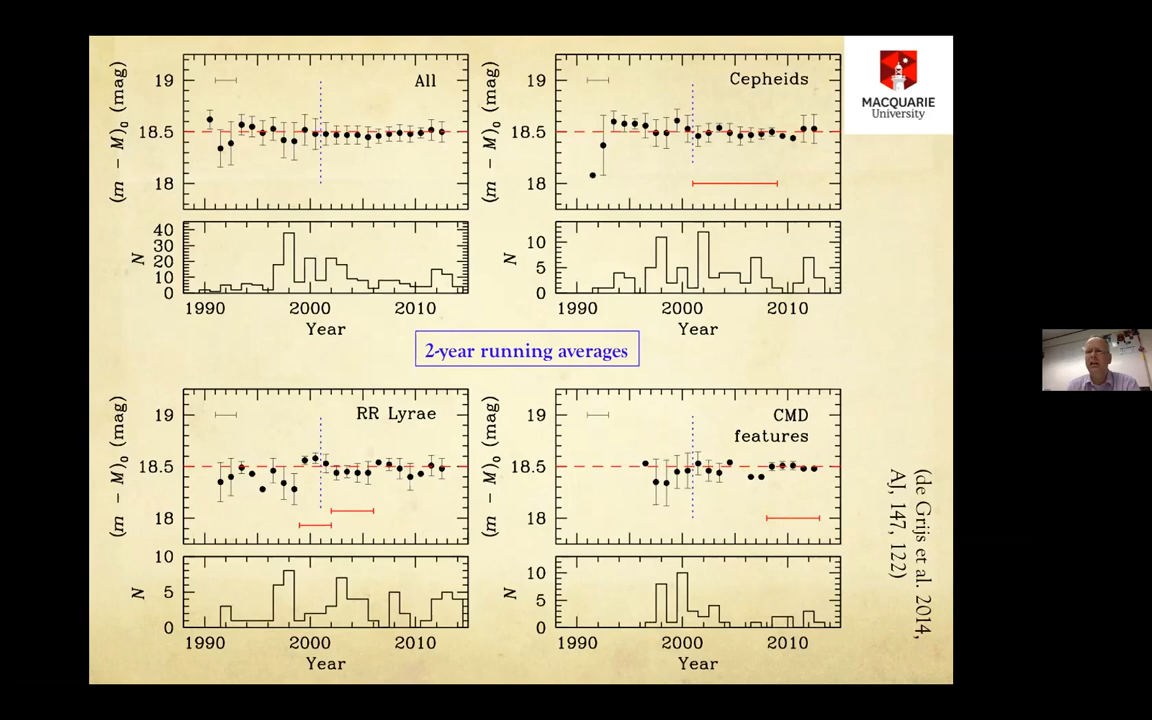 All
(m − M)₀ (mag)
19
18.5
18
N
40
30
20
10
0
1990
2000
2010
Year
Cepheids
(m − M)₀ (mag)
19
18.5
18
N
10
5
0
1990
2000
2010
Year
MACQUARIE
University
2-year running averages
RR Lyrae
(m − M)₀ (mag)
19
18.5
18
N
10
5
0
1990
2000
2010
Year
CMD
features
(m − M)₀ (mag)
19
18.5
18
N
10
5
0
1990
2000
2010
Year
(de Grijs et al. 2014,
AJ, 147, 122)